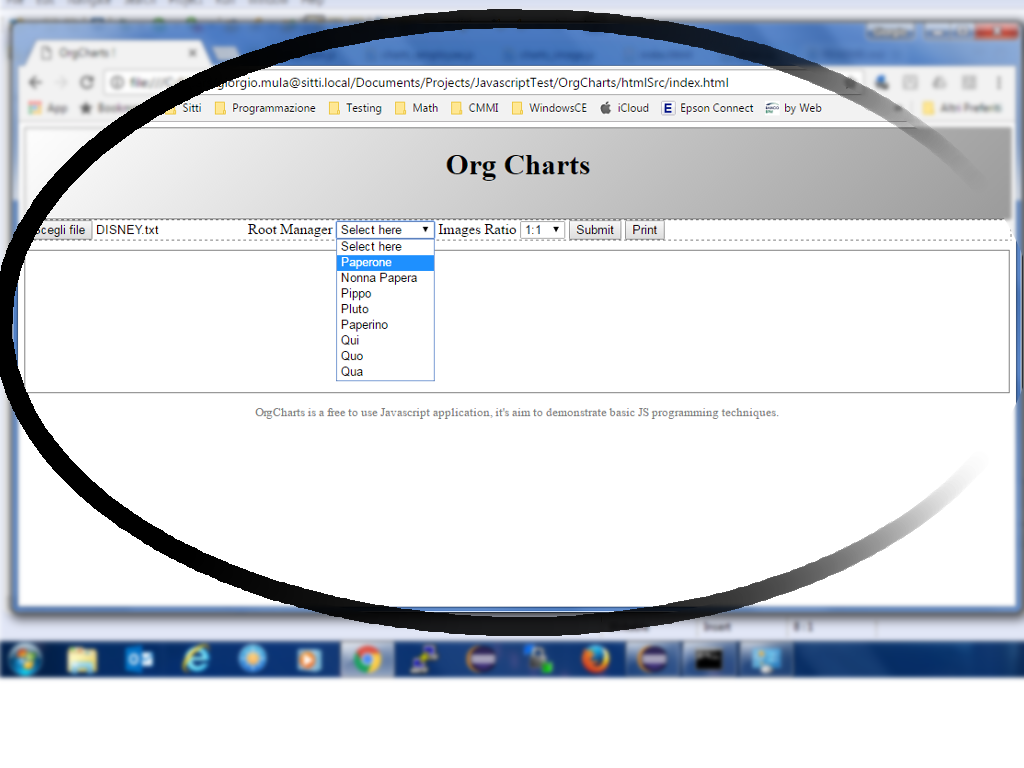 OrgCharts !
giorgio.mula@sitti.local/Documents/Projects/JavascriptTest/OrgCharts/htmlSrc/index.html
App Sitti Programmazione Testing Math CMMI WindowsCE iCloud Epson Connect by Web Altri Preferiti
Org Charts
Scegli file DISNEY.txt Root Manager Select here Images Ratio 1:1 Submit Print
Select here
Paperone
Nonna Papera
Pippo
Pluto
Paperino
Qui
Quo
Qua
OrgCharts is a free to use Javascript application, it's aim to demonstrate basic JS programming techniques.